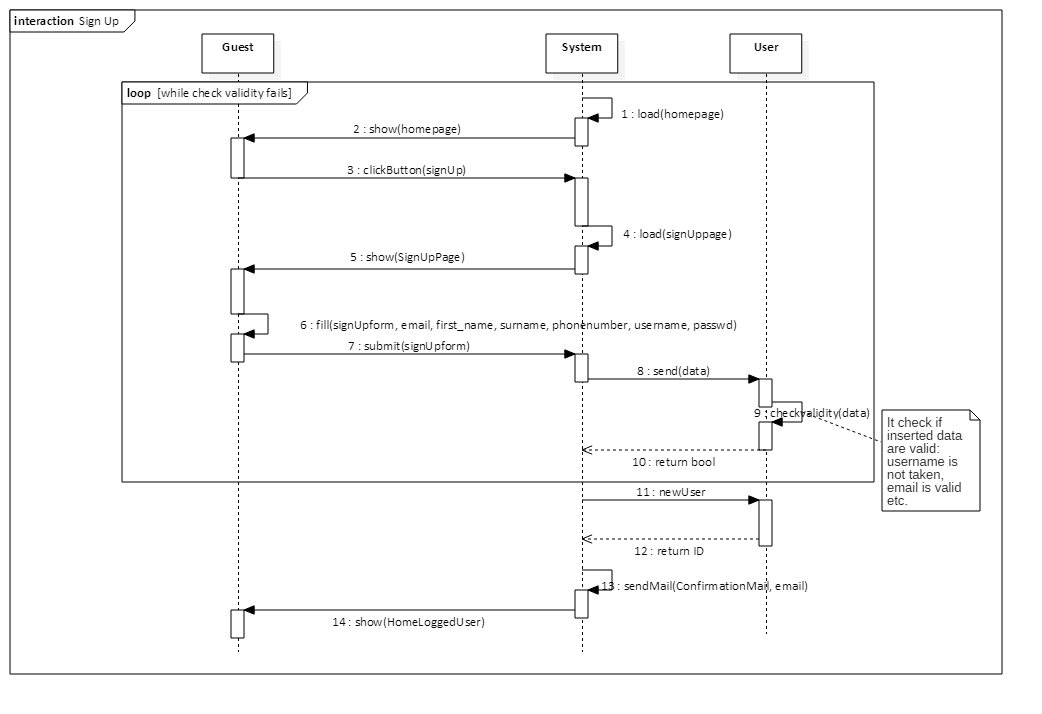 interaction Sign Up
Guest
System
User
loop [while check validity fails]
1 : load(homepage)
2 : show(homepage)
3 : clickButton(signUp)
4 : load(signUppage)
5 : show(SignUpPage)
6 : fill(signUpform, email, first_name, surname, phonenumber, username, passwd)
7 : submit(signUpform)
8 : send(data)
9 : checkvalidity(data)
It check if
inserted data
are valid:
username is
not taken,
email is valid
etc.
10 : return bool
11 : newUser
12 : return ID
13 : sendMail(ConfirmationMail, email)
14 : show(HomeLoggedUser)